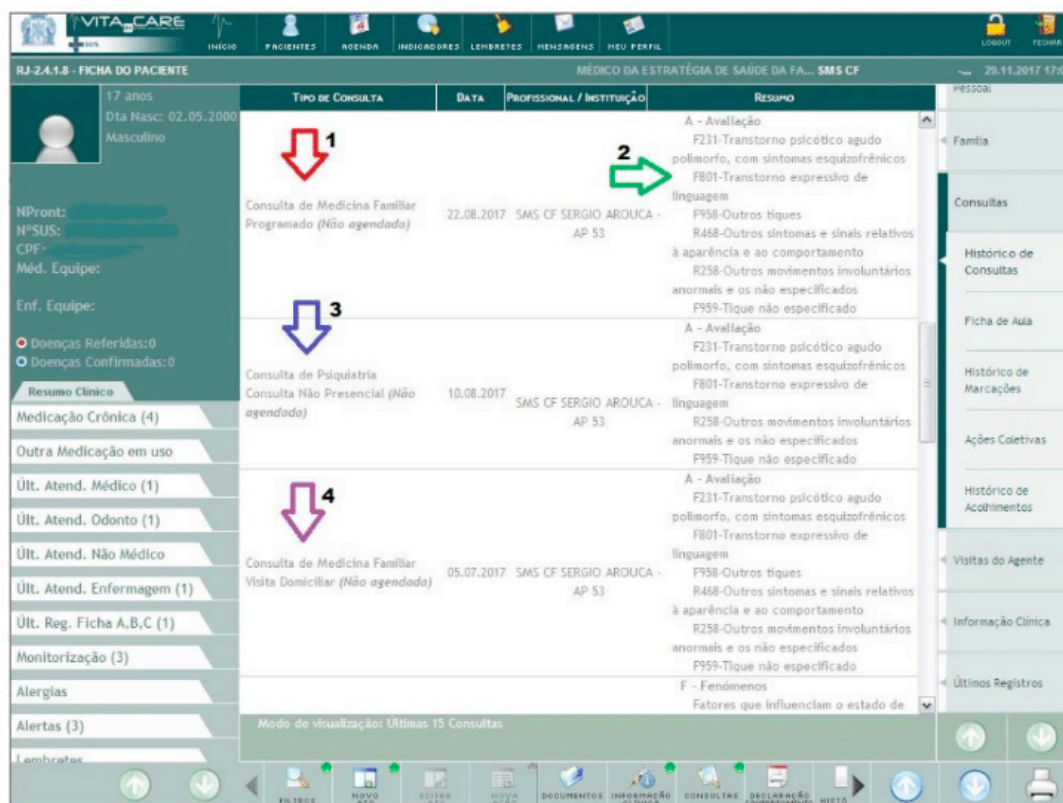 VITA CARE
SUS
INÍCIO
PACIENTES
AGENDA
INDICADORES
LEMBRETES
MENSAGENS
MEU PERFIL
LOGOUT
FECHAR
RJ-2.4.1.8 - FICHA DO PACIENTE
MÉDICO DA ESTRATÉGIA DE SAÚDE DA FA... SMS CF
29.11.2017 17:0
17 anos
Dta Nasc: 02.05.2000
Masculino
NPront:
NºSUS:
CPF:
Méd. Equipe:
Enf. Equipe:
Doenças Referidas:0
Doenças Confirmadas:0
Resumo Clínico
Medicação Crônica (4)
Outra Medicação em uso
Últ. Atend. Médico (1)
Últ. Atend. Odonto (1)
Últ. Atend. Não Médico
Últ. Atend. Enfermagem (1)
Últ. Reg. Ficha A,B,C (1)
Monitorização (3)
Alergias
Alertas (3)
Lembretes
TIPO DE CONSULTA
DATA
PROFISSIONAL / INSTITUIÇÃO
RESUMO
1
Consulta de Medicina Familiar
Programado (Não agendada)
22.08.2017
SMS CF SERGIO AROUCA -
AP 53
2
A - Avaliação
F231-Transtorno psicótico agudo
polimorfo, com sintomas esquizofrênicos
F801-Transtorno expressivo de
linguagem
F958-Outros tiques
R468-Outros sintomas e sinais relativos
à aparência e ao comportamento
R258-Outros movimentos involuntários
anormais e os não especificados
F959-Tique não especificado
3
Consulta de Psiquiatria
Consulta Não Presencial (Não
agendada)
10.08.2017
SMS CF SERGIO AROUCA -
AP 53
A - Avaliação
F231-Transtorno psicótico agudo
polimorfo, com sintomas esquizofrênicos
F801-Transtorno expressivo de
linguagem
R258-Outros movimentos involuntários
anormais e os não especificados
F959-Tique não especificado
4
Consulta de Medicina Familiar
Visita Domiciliar (Não agendada)
05.07.2017
SMS CF SERGIO AROUCA -
AP 53
A - Avaliação
F231-Transtorno psicótico agudo
polimorfo, com sintomas esquizofrênicos
F801-Transtorno expressivo de
linguagem
F958-Outros tiques
R468-Outros sintomas e sinais relativos
à aparência e ao comportamento
R258-Outros movimentos involuntários
anormais e os não especificados
F959-Tique não especificado
F - Fenómenos
Fatores que influenciam o estado de
Modo de visualização: Últimas 15 Consultas
Pessoal
Família
Consultas
Histórico de
Consultas
Ficha de Aula
Histórico de
Marcações
Ações Coletivas
Histórico de
Acolhimentos
Visitas do Agente
Informação Clínica
Últimos Registros
FILTROS
NOVO
EDITAR
NOVA
DOCUMENTOS
INFORMAÇÃO
CONSULTAS
DECLARAÇÃO
HISTÓ